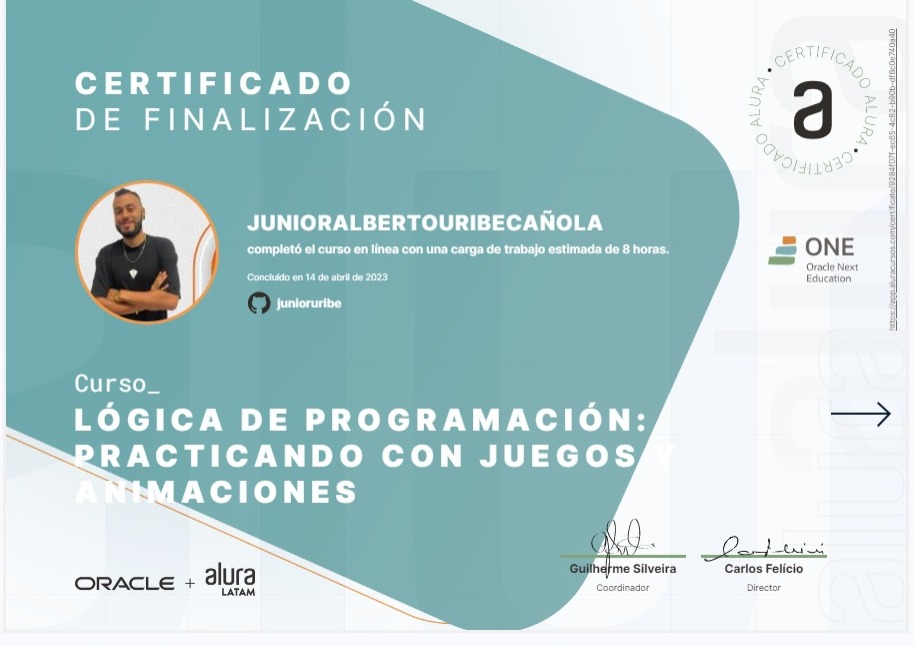 CERTIFICADO
DE FINALIZACIÓN
JUNIORALBERTOURIBECAÑOLA
completó el curso en línea con una carga de trabajo estimada de 8 horas.
Concluido en 14 de abril de 2023
junioruribe
Curso_
LÓGICA DE PROGRAMACIÓN:
PRACTICANDO CON JUEGOS Y
ANIMACIONES
ORACLE + alura
LATAM
Guilherme Silveira
Coordinador
Carlos Felício
Director
CERTIFICADO ALURA • CERTIFICADO ALURA •
a
ONE
Oracle Next
Education
alura